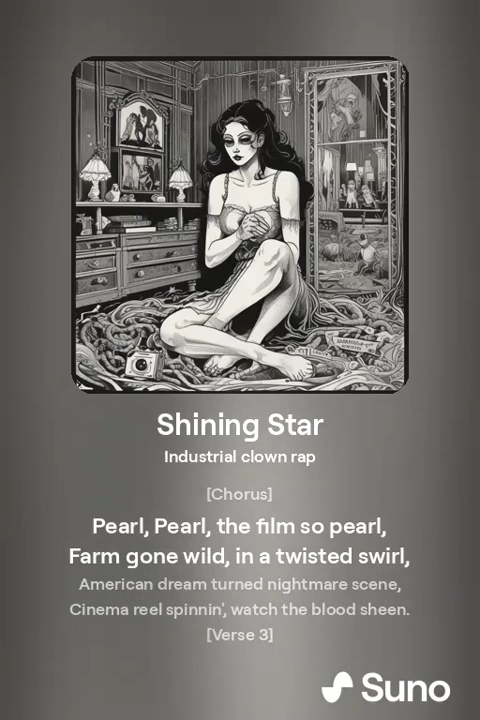 Shining Star
Industrial clown rap
[Chorus]
Pearl, Pearl, the film so pearl,
Farm gone wild, in a twisted swirl,
American dream turned nightmare scene,
Cinema reel spinnin', watch the blood sheen.
[Verse 3]
Suno